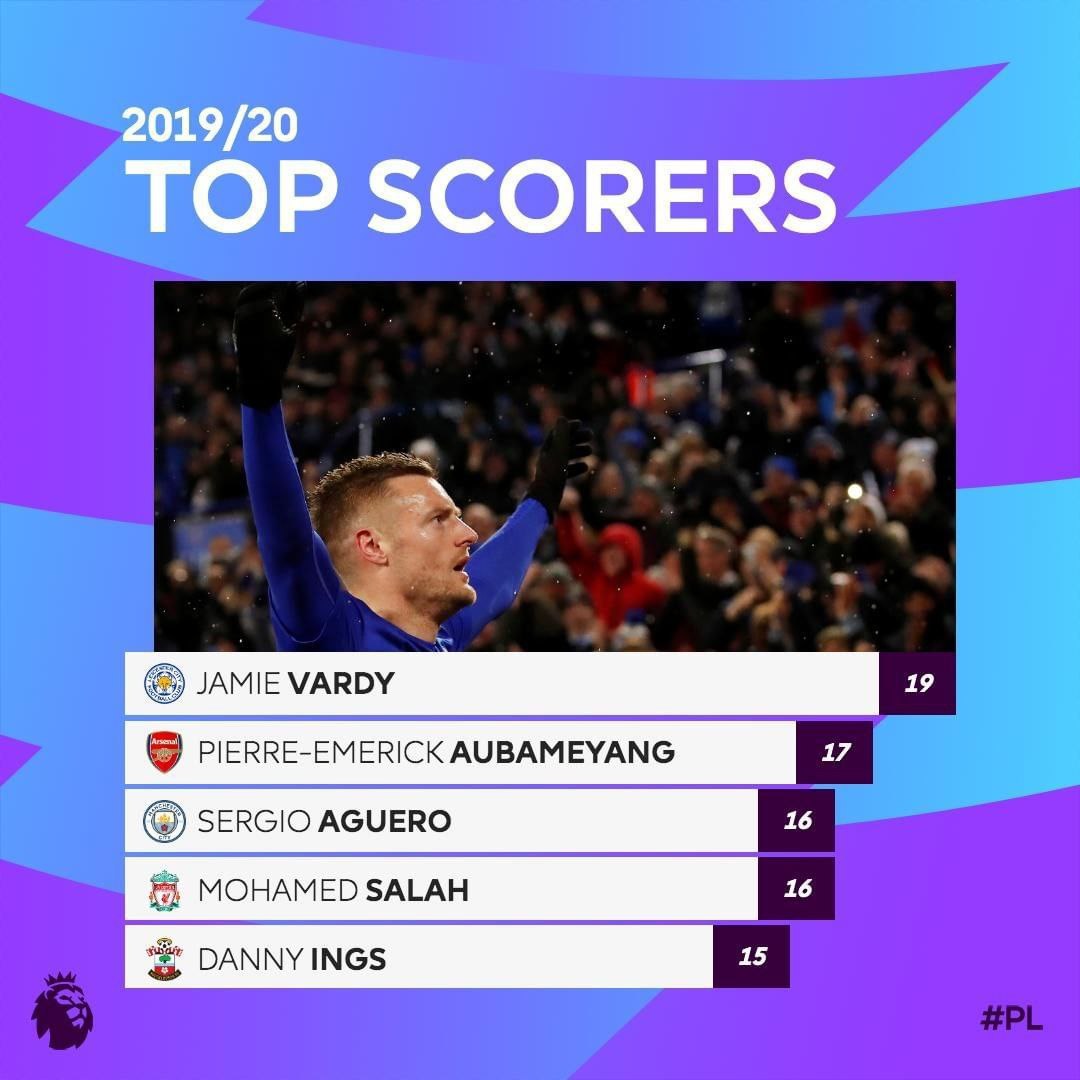 2019/20
TOP SCORERS
JAMIE VARDY 19
PIERRE-EMERICK AUBAMEYANG 17
SERGIO AGUERO 16
MOHAMED SALAH 16
DANNY INGS 15
#PL